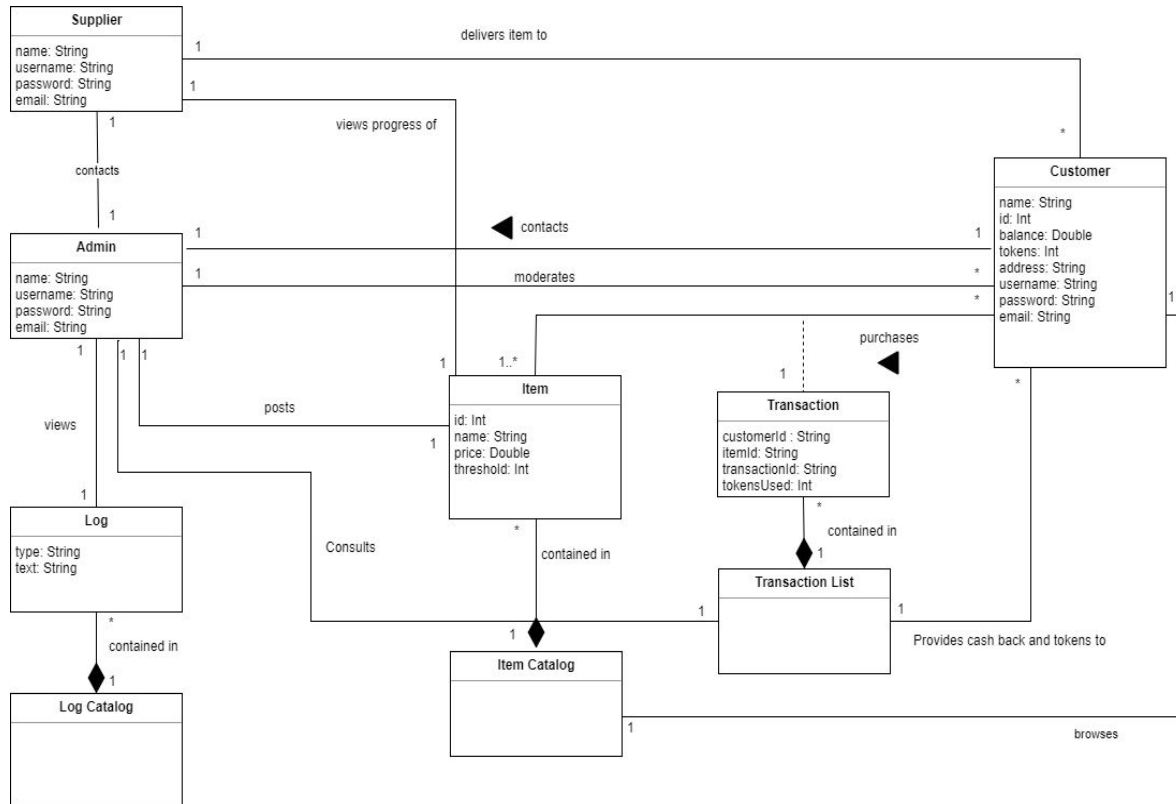 Supplier
name: String
username: String
password: String
email: String
1
delivers item to
1
views progress of
1
contacts
*
Customer
name: String
id: Int
balance: Double
tokens: Int
address: String
username: String
password: String
email: String
1
Admin
name: String
username: String
password: String
email: String
1
contacts
1
1
moderates
*
*
1
purchases
1
1
1
1
1..*
1
*
Item
id: Int
name: String
price: Double
threshold: Int
Transaction
customerId : String
itemId: String
transactionId: String
tokensUsed: Int
posts
1
views
1
Log
type: String
text: String
*
*
Consults
contained in
contained in
1
Transaction List
1
1
Provides cash back and tokens to
*
contained in
1
1
Item Catalog
Log Catalog
1
browses